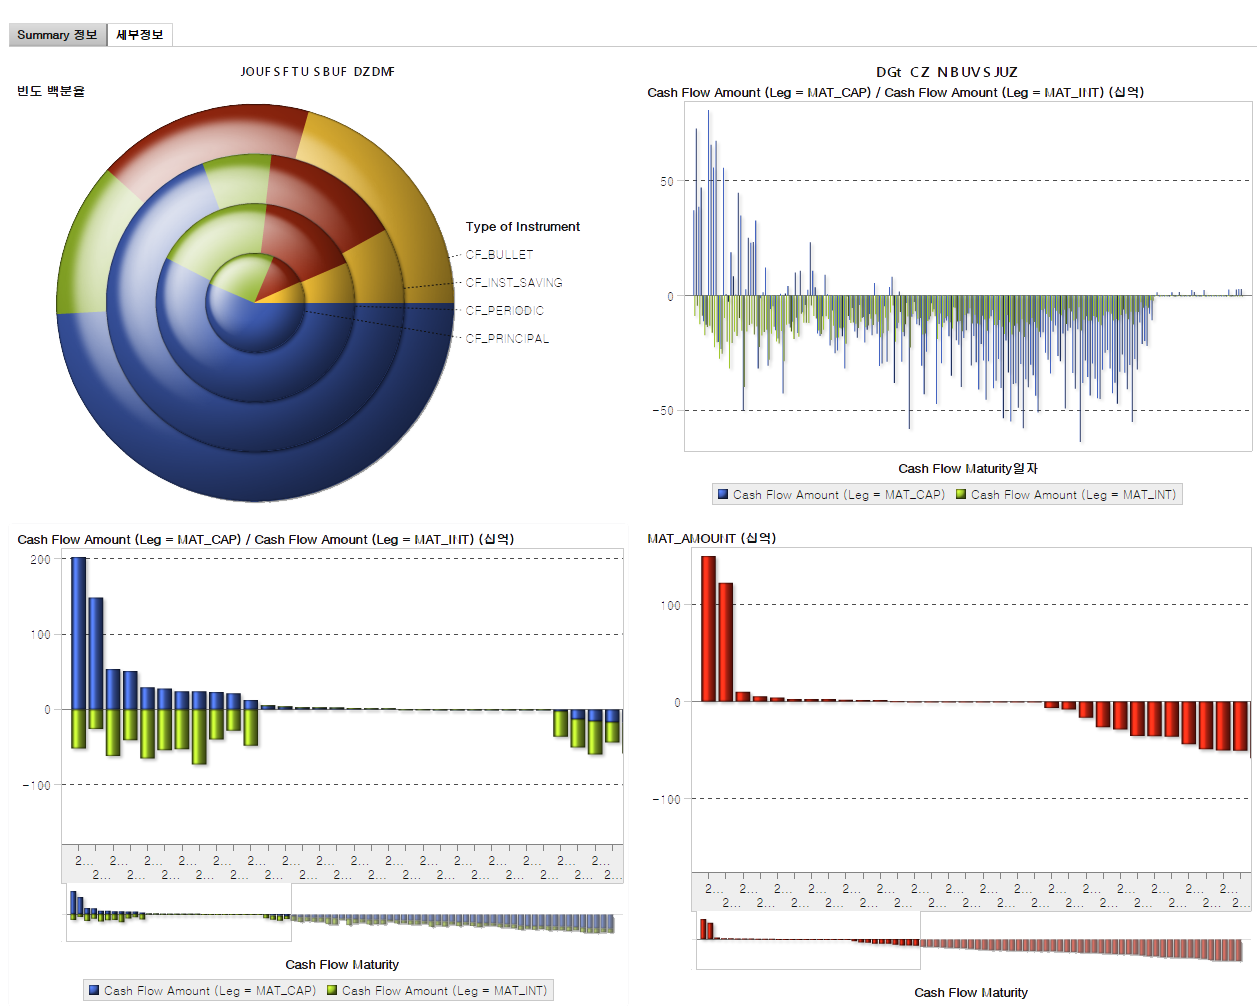 Summary 정보
세부정보
JOUFSFTU SBUF DZDMF
빈도 백분율
Type of Instrument
CF_BULLET
CF_INST_SAVING
CF_PERIODIC
CF_PRINCIPAL
DGt CZ NBUVSJUZ
Cash Flow Amount (Leg = MAT_CAP) / Cash Flow Amount (Leg = MAT_INT) (십억)
50
0
-50
Cash Flow Maturity일자
Cash Flow Amount (Leg = MAT_CAP) Cash Flow Amount (Leg = MAT_INT)
Cash Flow Amount (Leg = MAT_CAP) / Cash Flow Amount (Leg = MAT_INT) (십억)
200
100
0
-100
2... 2... 2... 2... 2... 2... 2... 2... 2... 2... 2... 2... 2... 2... 2... 2...
2... 2... 2... 2... 2... 2... 2... 2... 2... 2... 2... 2... 2... 2... 2... 2...
Cash Flow Maturity
Cash Flow Amount (Leg = MAT_CAP) Cash Flow Amount (Leg = MAT_INT)
MAT_AMOUNT (십억)
100
0
-100
2... 2... 2... 2... 2... 2... 2... 2... 2... 2... 2... 2... 2... 2... 2... 2...
2... 2... 2... 2... 2... 2... 2... 2... 2... 2... 2... 2... 2... 2... 2... 2...
Cash Flow Maturity